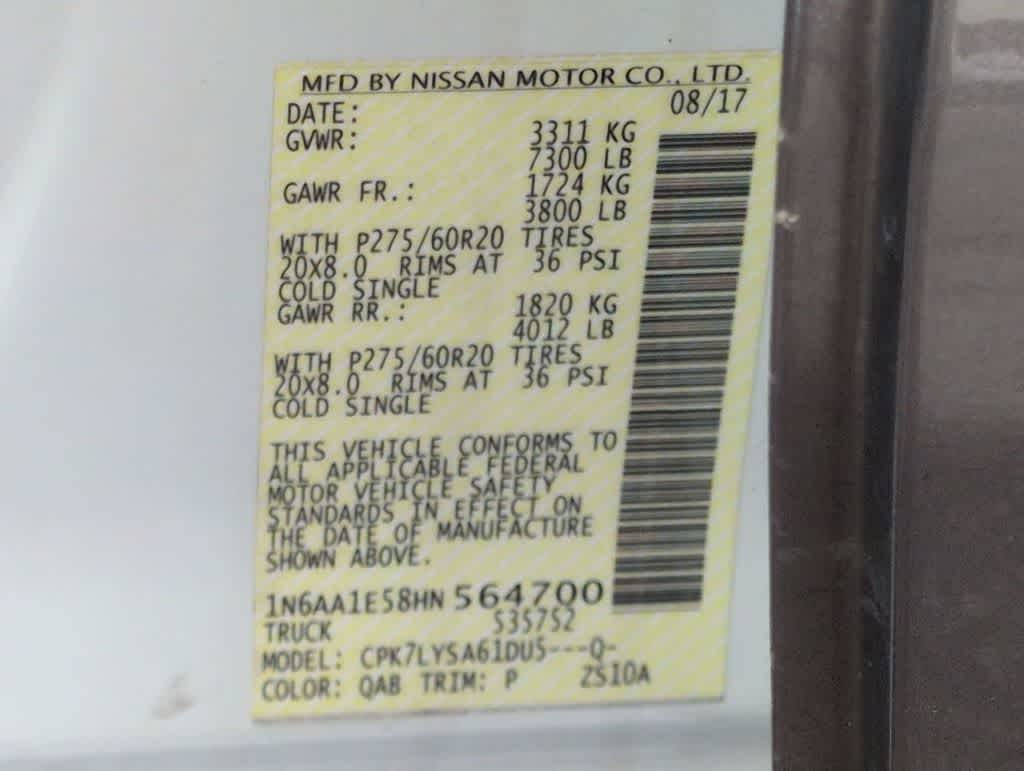 MFD BY NISSAN MOTOR CO., LTD.
DATE: 08/17
GVWR: 3311 KG
7300 LB
GAWR FR.: 1724 KG
3800 LB
WITH P275/60R20 TIRES
20X8.0 RIMS AT 36 PSI
COLD SINGLE
GAWR RR.: 1820 KG
4012 LB
WITH P275/60R20 TIRES
20X8.0 RIMS AT 36 PSI
COLD SINGLE
THIS VEHICLE CONFORMS TO
ALL APPLICABLE FEDERAL
MOTOR VEHICLE SAFETY
STANDARDS IN EFFECT ON
THE DATE OF MANUFACTURE
SHOWN ABOVE.
1N6AA1E58HN 564700
TRUCK 535752
MODEL: CPK7LYSA61DU5---Q-
COLOR: QAB TRIM: P ZS10A